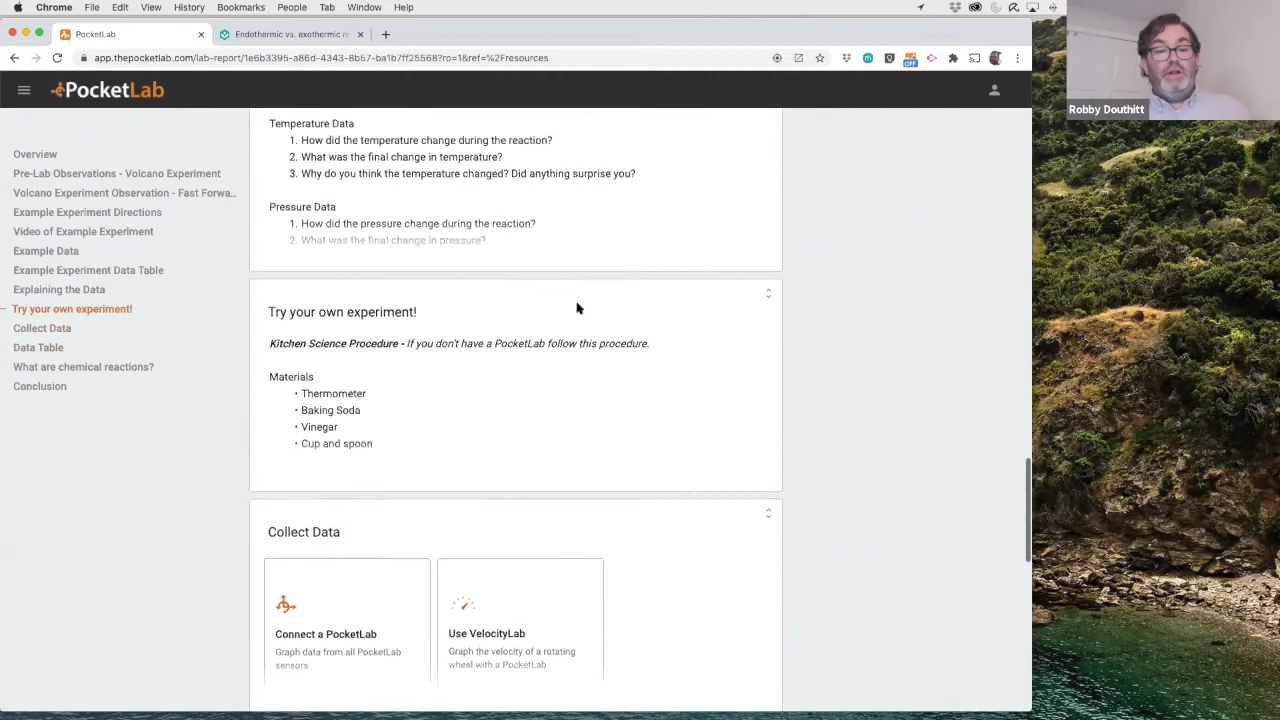 Chrome File Edit View History Bookmarks People Tab Window Help
PocketLab
Endothermic vs. exothermic r
app.thepocketlab.com/lab-report/1e6b3395-a86d-4343-8b57-ba1b7ff25568?ro=1&ref=%2Fresources
OFF
PocketLab
Robby Douthitt
Overview
Pre-Lab Observations - Volcano Experiment
Volcano Experiment Observation - Fast Forwa...
Example Experiment Directions
Video of Example Experiment
Example Data
Example Experiment Data Table
Explaining the Data
Try your own experiment!
Collect Data
Data Table
What are chemical reactions?
Conclusion
Temperature Data
1. How did the temperature change during the reaction?
2. What was the final change in temperature?
3. Why do you think the temperature changed? Did anything surprise you?
Pressure Data
1. How did the pressure change during the reaction?
2. What was the final change in pressure?
Try your own experiment!
Kitchen Science Procedure - If you don't have a PocketLab follow this procedure.
Materials
• Thermometer
• Baking Soda
• Vinegar
• Cup and spoon
Collect Data
Connect a PocketLab
Graph data from all PocketLab
sensors
Use VelocityLab
Graph the velocity of a rotating
wheel with a PocketLab